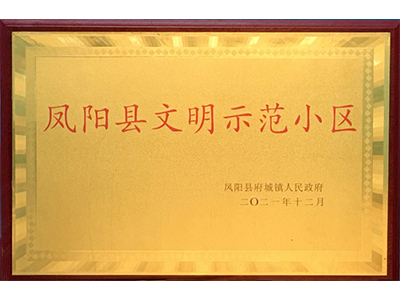 凤阳县文明示范小区
凤阳县府城镇人民政府
二〇二一年十二月